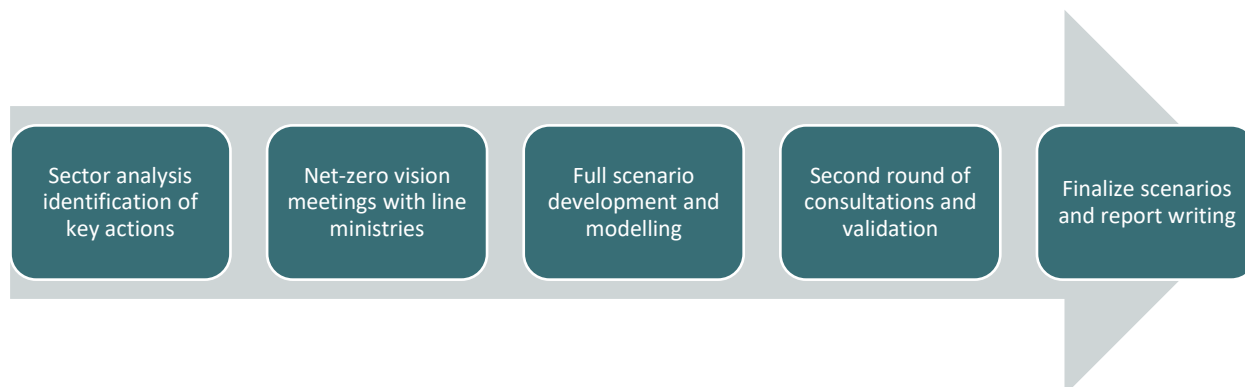 Sector analysis
identification of
key actions
Net-zero vision
meetings with line
ministries
Full scenario
development and
modelling
Second round of
consultations and
validation
Finalize scenarios
and report writing